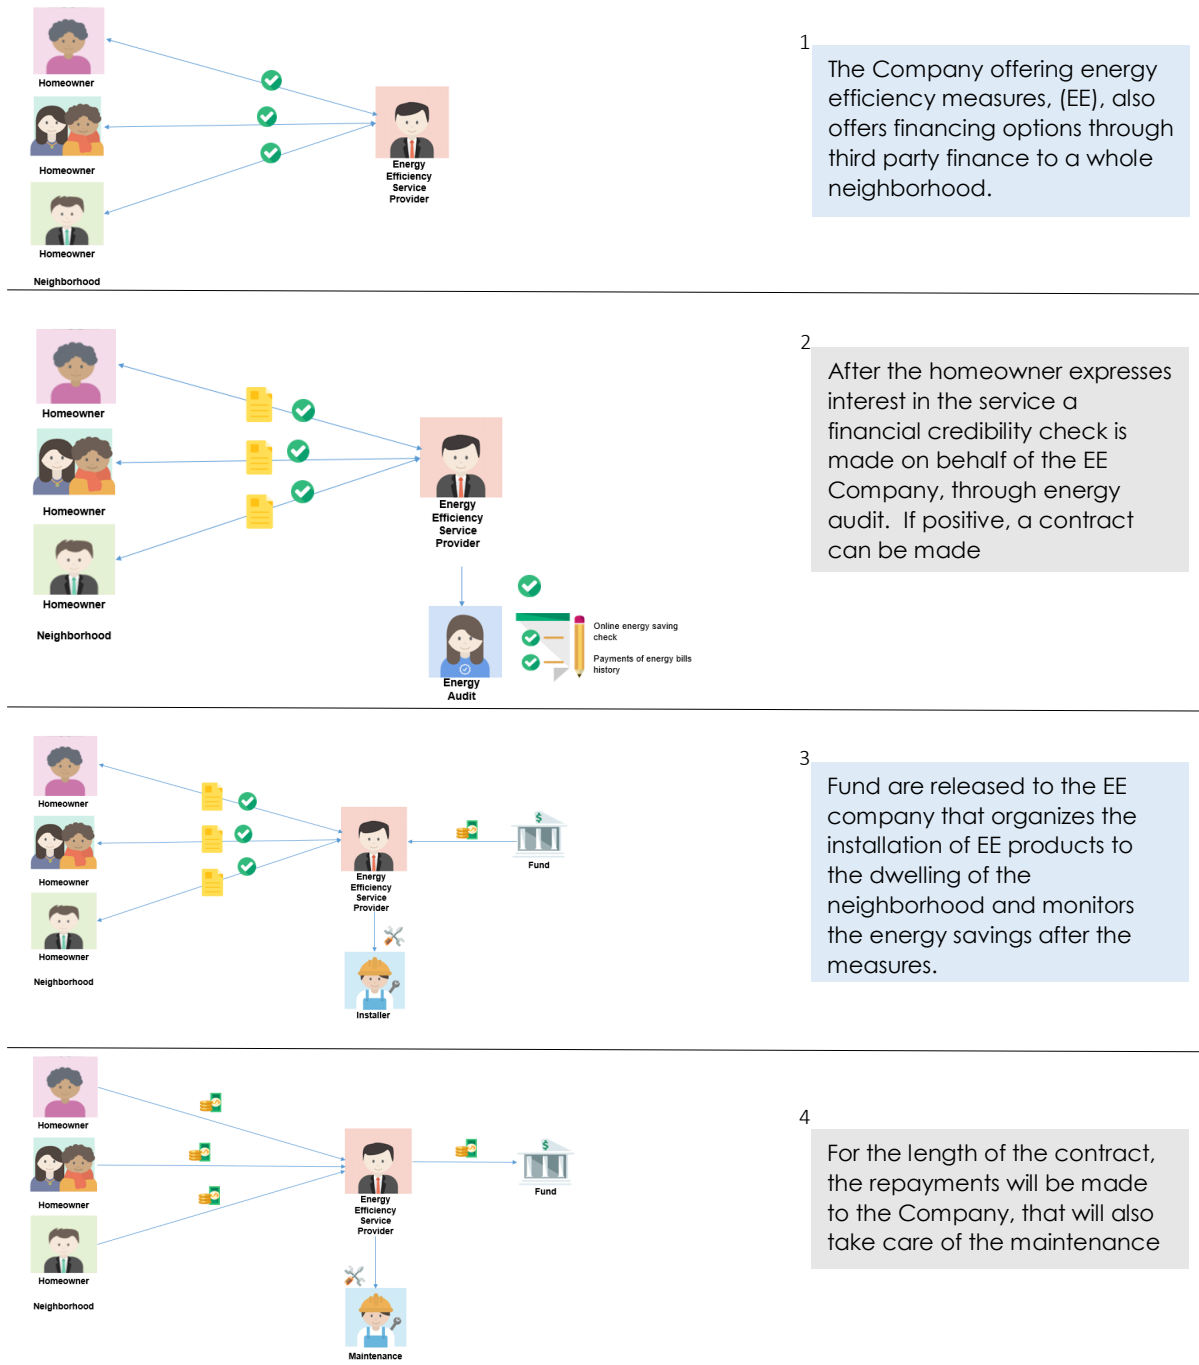 Homeowner
Homeowner
Homeowner
Neighborhood
Energy
Efficiency
Service
Provider
1
The Company offering energy
efficiency measures, (EE), also
offers financing options through
third party finance to a whole
neighborhood.
Homeowner
Homeowner
Homeowner
Neighborhood
Energy
Efficiency
Service
Provider
Energy
Audit
Online energy saving
check
Payments of energy bills
history
2
After the homeowner expresses
interest in the service a
financial credibility check is
made on behalf of the EE
Company, through energy
audit.  If positive, a contract
can be made
Homeowner
Homeowner
Homeowner
Neighborhood
Energy
Efficiency
Service
Provider
Installer
$
Fund
3
Fund are released to the EE
company that organizes the
installation of EE products to
the dwelling of the
neighborhood and monitors
the energy savings after the
measures.
Homeowner
Homeowner
Homeowner
Neighborhood
Energy
Efficiency
Service
Provider
Maintenance
$
Fund
4
For the length of the contract,
the repayments will be made
to the Company, that will also
take care of the maintenance